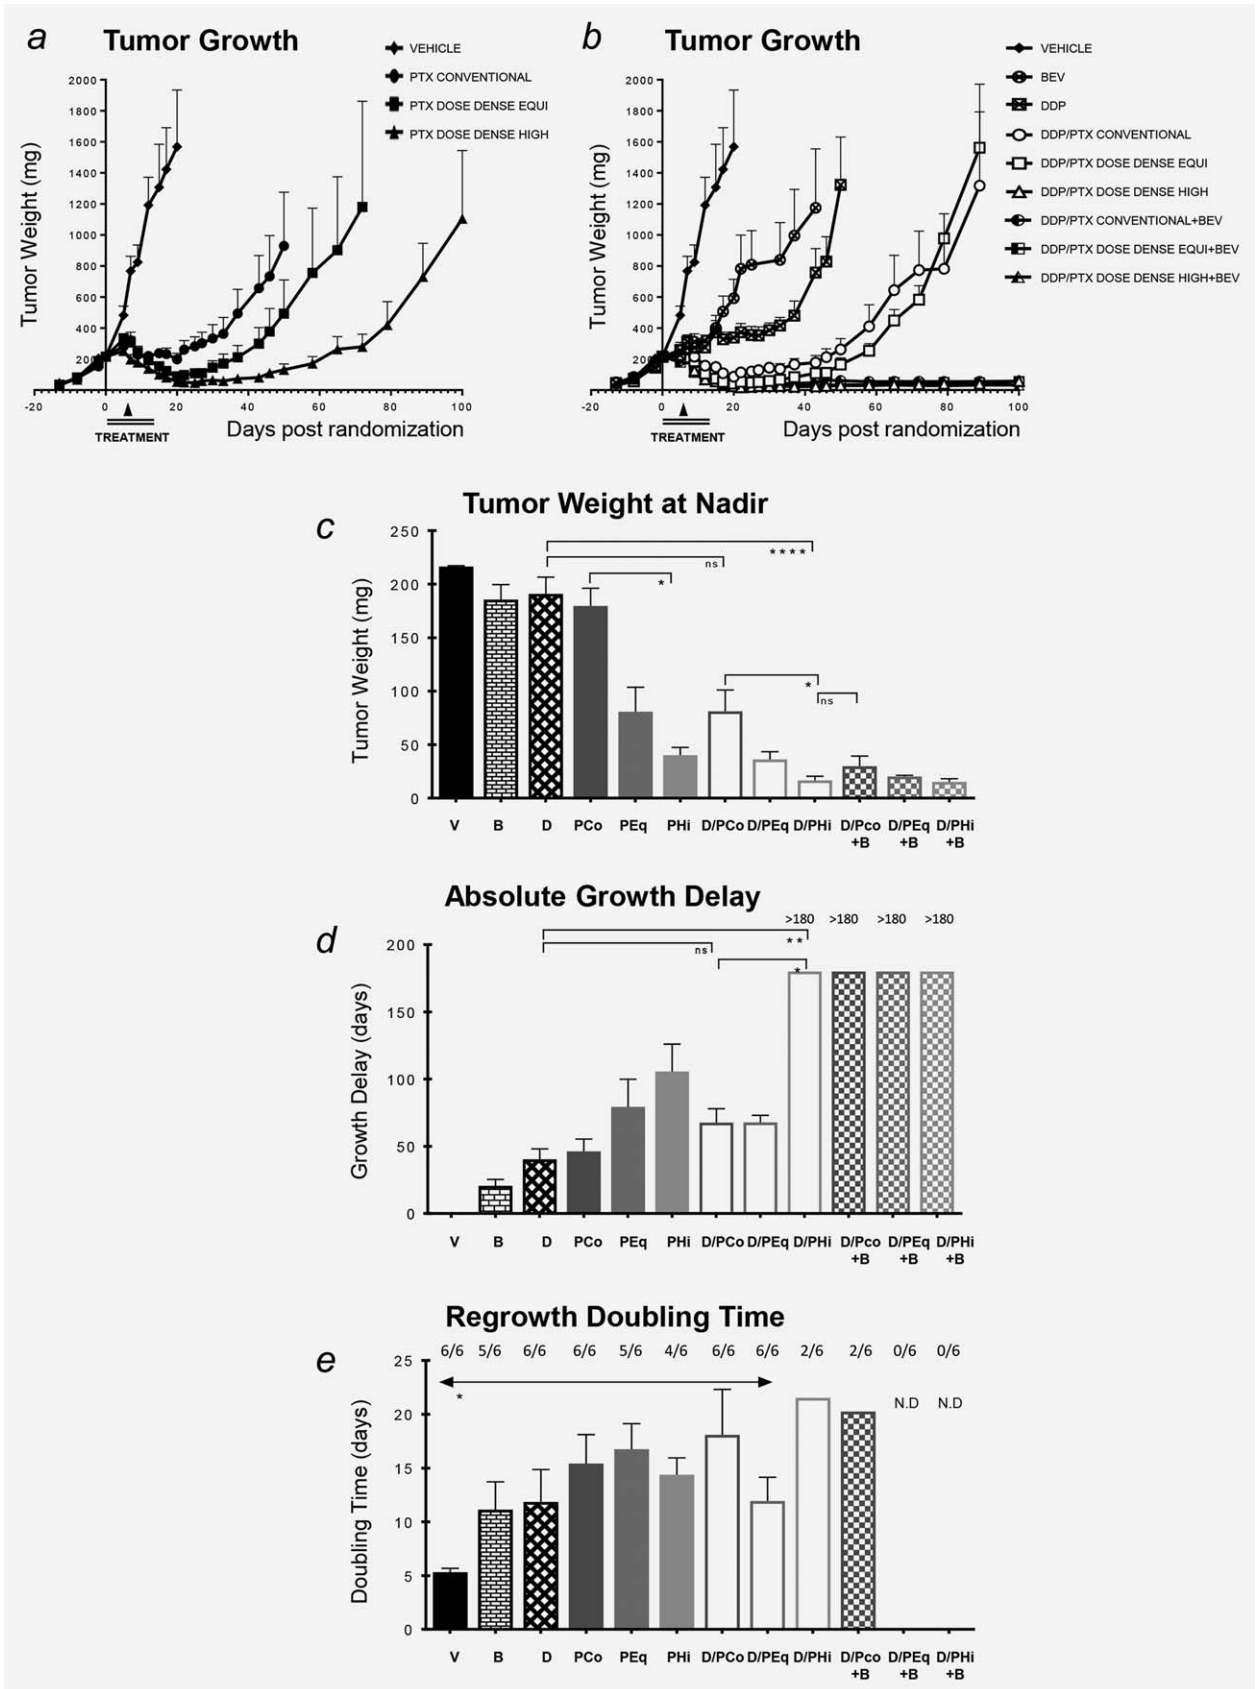 a Tumor Growth
VEHICLE
PTX CONVENTIONAL
PTX DOSE DENSE EQUI
PTX DOSE DENSE HIGH
Tumor Weight (mg)
2000
1800
1600
1400
1200
1000
800
600
400
200
-20 0 20 40 60 80 100
TREATMENT
Days post randomization
b Tumor Growth
VEHICLE
BEV
DDP
DDP/PTX CONVENTIONAL
DDP/PTX DOSE DENSE EQUI
DDP/PTX DOSE DENSE HIGH
DDP/PTX CONVENTIONAL+BEV
DDP/PTX DOSE DENSE EQUI+BEV
DDP/PTX DOSE DENSE HIGH+BEV
Tumor Weight (mg)
2000
1800
1600
1400
1200
1000
800
600
400
200
-20 0 20 40 60 80 100
TREATMENT
Days post randomization
c Tumor Weight at Nadir
Tumor Weight (mg)
250
200
150
100
50
0
****
ns
*
*
ns
V B D PCo PEq PHi D/PCo D/PEq D/PHi D/Pco D/PEq D/PHi
+B +B +B
d Absolute Growth Delay
>180 >180 >180 >180
Growth Delay (days)
200
150
100
50
0
**
ns
*
V B D PCo PEq PHi D/PCo D/PEq D/PHi D/Pco D/PEq D/PHi
+B +B +B
e Regrowth Doubling Time
6/6 5/6 6/6 6/6 5/6 4/6 6/6 6/6 2/6 2/6 0/6 0/6
Doubling Time (days)
25
20
15
10
5
0
*
N.D N.D
V B D PCo PEq PHi D/PCo D/PEq D/PHi D/Pco D/PEq D/PHi
+B +B +B